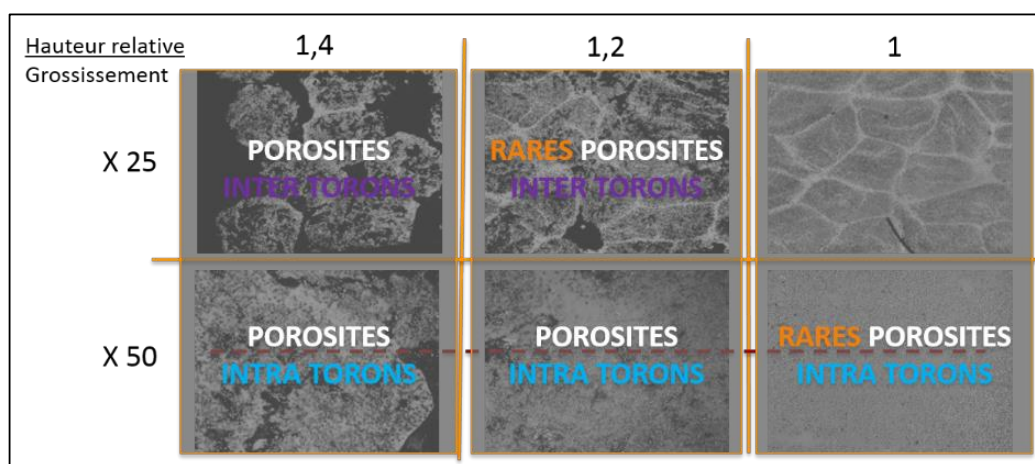 Hauteur relative
Grossissement
1,4
1,2
1
X 25
POROSITES
INTER TORONS
RARES POROSITES
INTER TORONS
X 50
POROSITES
INTRA TORONS
POROSITES
INTRA TORONS
RARES POROSITES
INTRA TORONS